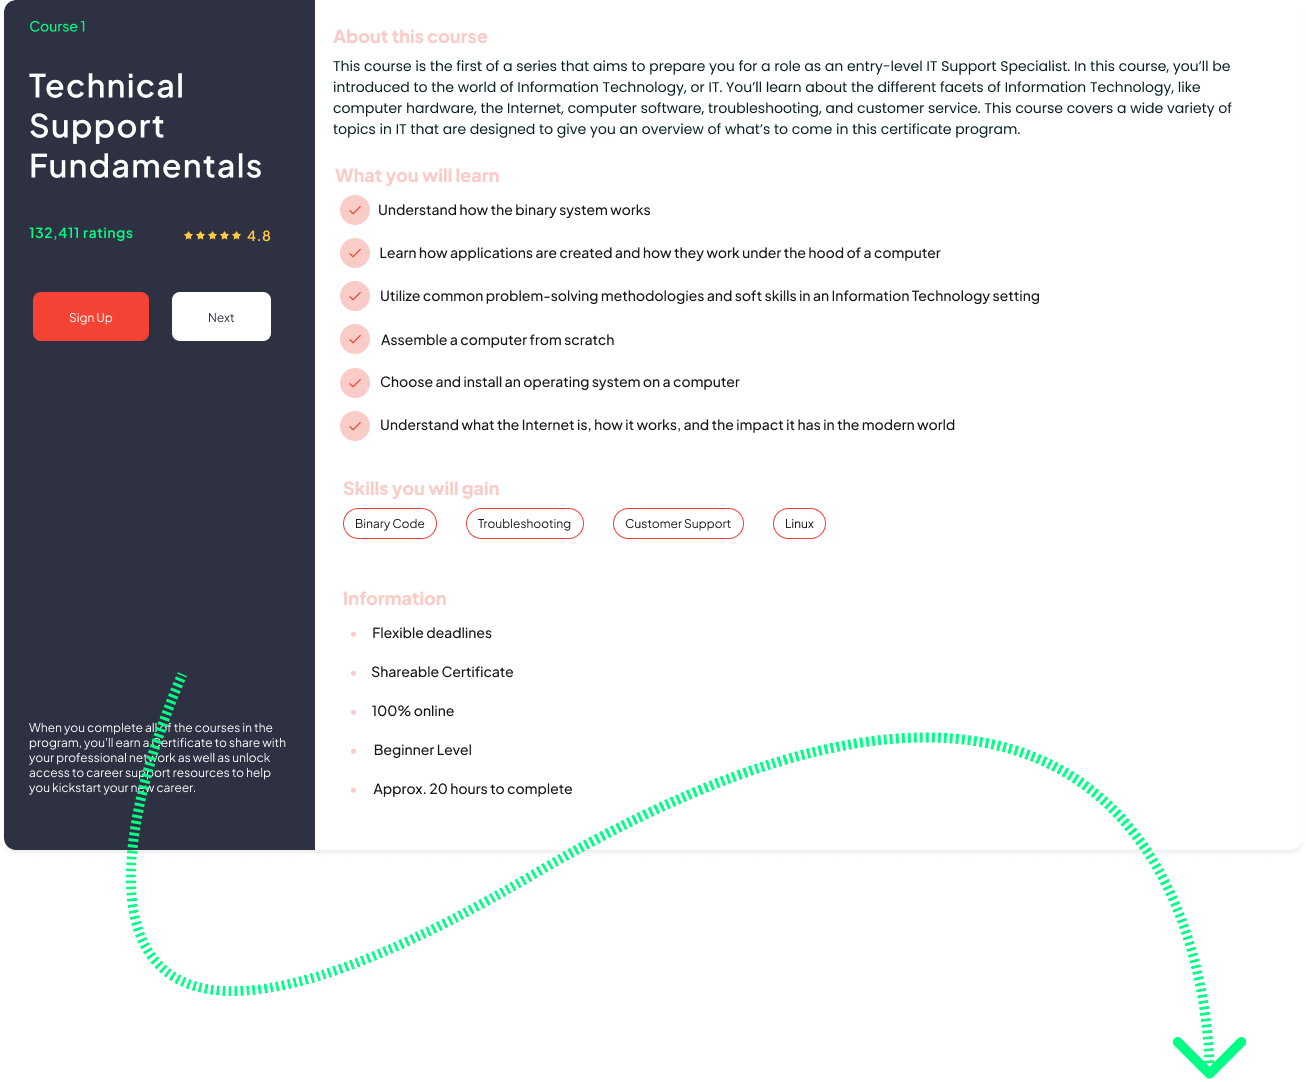 Course 1
Technical
Support
Fundamentals
132,411 ratings
4.8
Sign Up
Next
When you complete all of the courses in the
program, you'll earn a certificate to share with
your professional network as well as unlock
access to career support resources to help
you kickstart your new career.
About this course
This course is the first of a series that aims to prepare you for a role as an entry-level IT Support Specialist. In this course, you'll be
introduced to the world of Information Technology, or IT. You'll learn about the different facets of Information Technology, like
computer hardware, the Internet, computer software, troubleshooting, and customer service. This course covers a wide variety of
topics in IT that are designed to give you an overview of what's to come in this certificate program.
What you will learn
Understand how the binary system works
Learn how applications are created and how they work under the hood of a computer
Utilize common problem-solving methodologies and soft skills in an Information Technology setting
Assemble a computer from scratch
Choose and install an operating system on a computer
Understand what the Internet is, how it works, and the impact it has in the modern world
Skills you will gain
Binary Code
Troubleshooting
Customer Support
Linux
Information
Flexible deadlines
Shareable Certificate
100% online
Beginner Level
Approx. 20 hours to complete